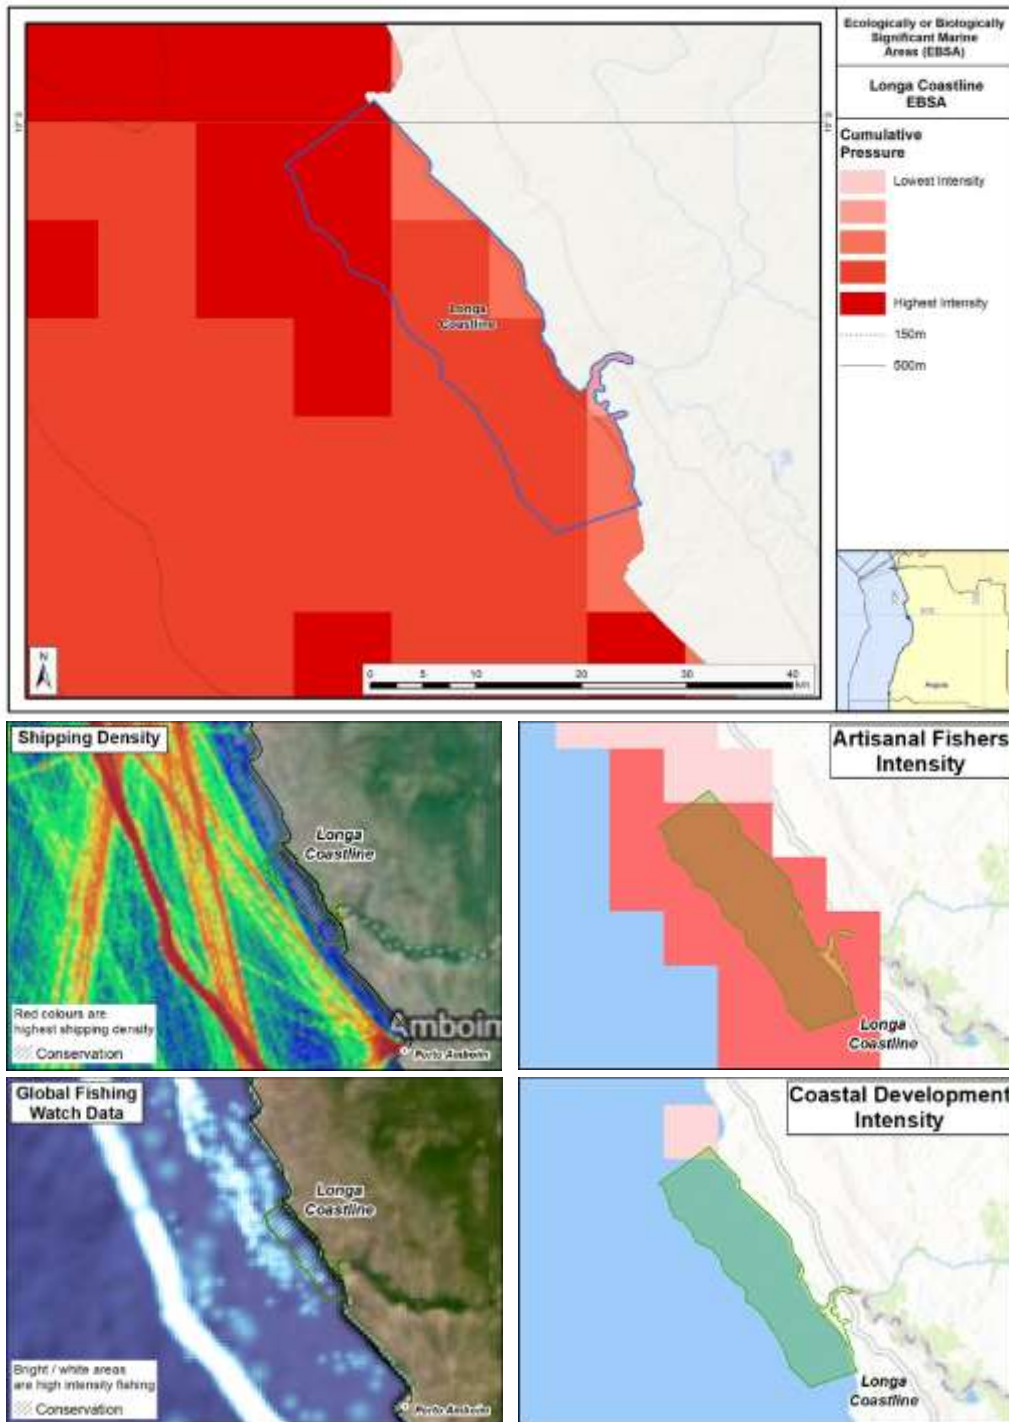 Ecologically or Biologically
Significant Marine
Areas (EBSA)
Longa Coastline
EBSA
Cumulative
Pressure
Lowest Intensity
Highest Intensity
150m
500m
Longa
Coastline
N
0
5
10
20
30
40
km
Angola
Shipping Density
Longa
Coastline
Red colours are
highest shipping density
Conservation
Amboim
Porto Amboim
Artisanal Fishers
Intensity
Longa
Coastline
Global Fishing
Watch Data
Longa
Coastline
Bright / white areas
are high intensity fishing
Conservation
Porto Amboim
Coastal Development
Intensity
Longa
Coastline